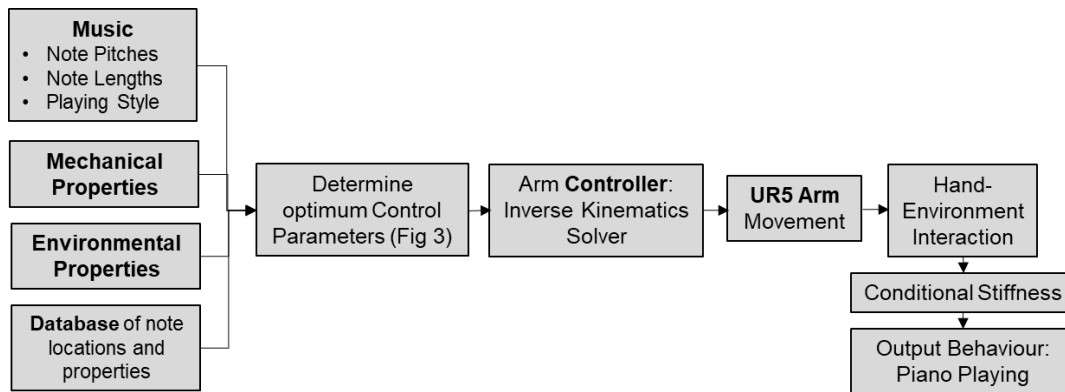 Music
• Note Pitches
• Note Lengths
• Playing Style
Mechanical
Properties
Environmental
Properties
Database of note
locations and
properties
Determine
optimum Control
Parameters (Fig 3)
Arm Controller:
Inverse Kinematics
Solver
UR5 Arm
Movement
Hand-
Environment
Interaction
Conditional Stiffness
Output Behaviour:
Piano Playing